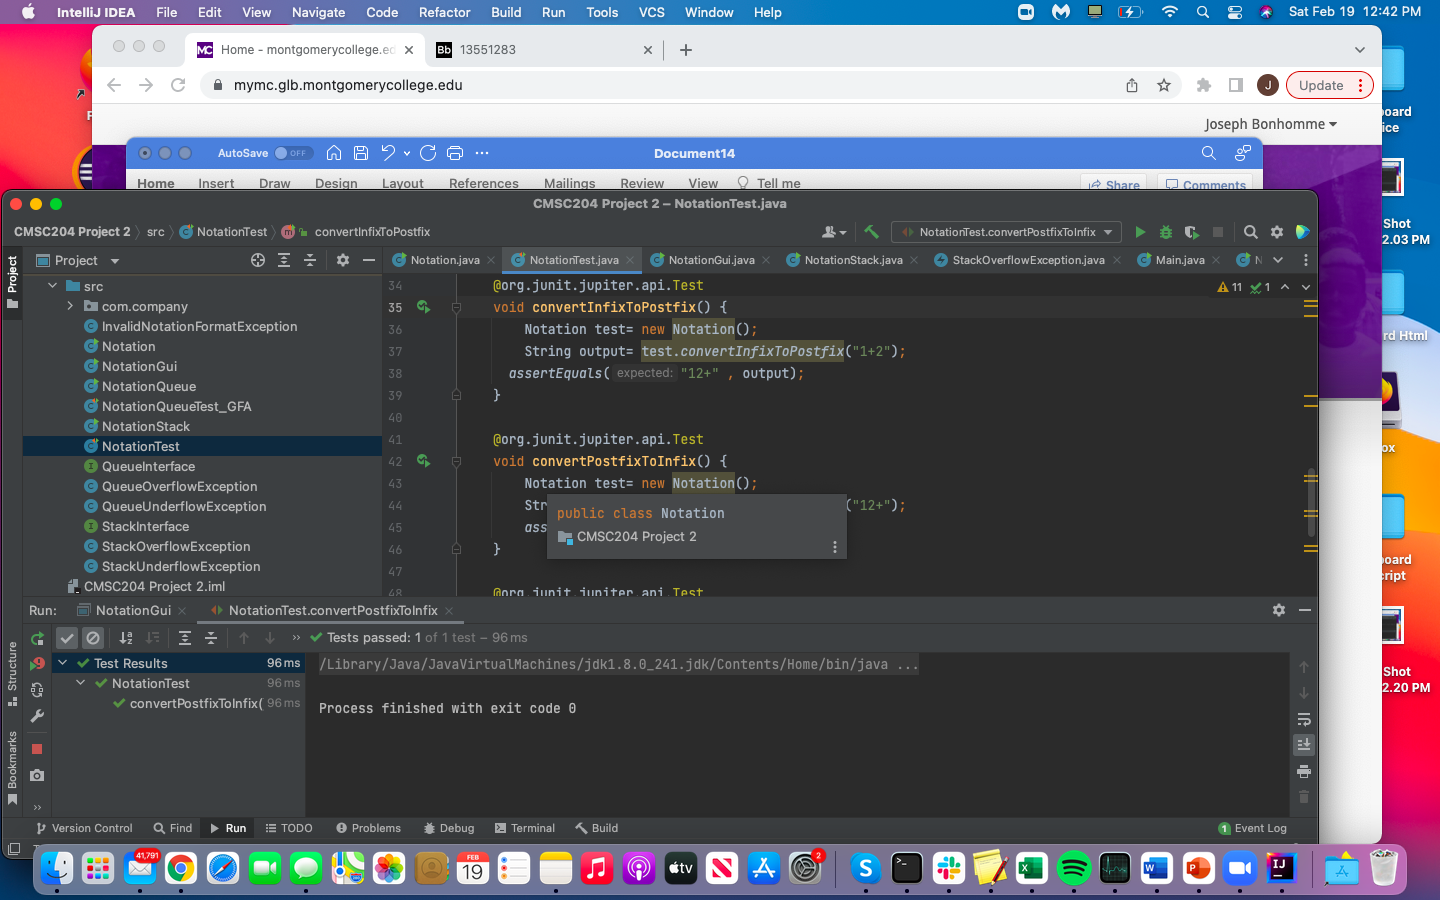 IntelliJ IDEA File Edit View Navigate Code Refactor Build Run Tools VCS Window Help Sat Feb 19 12:42 PM
Home - montgomerycollege.ed Bb 13551283
mymc.glb.montgomerycollege.edu J Update
Joseph Bonhomme
AutoSave OFF Document14
Home Insert Draw Design Layout References Mailings Review View Tell me Share Comments
CMSC204 Project 2 – NotationTest.java
CMSC204 Project 2 src NotationTest convertInfixToPostfix NotationTest.convertPostfixToInfix
Project Project Notation.java NotationTest.java NotationGui.java NotationStack.java StackOverflowException.java Main.java N
src
com.company
InvalidNotationFormatException
Notation
NotationGui
NotationQueue
NotationQueueTest_GFA
NotationStack
NotationTest
QueueInterface
QueueOverflowException
QueueUnderflowException
StackInterface
StackOverflowException
StackUnderflowException
CMSC204 Project 2.iml
11 1
34 @org.junit.jupiter.api.Test
35 void convertInfixToPostfix() {
36 Notation test= new Notation();
37 String output= test.convertInfixToPostfix("1+2");
38 assertEquals( expected: "12+" , output);
39 }
40
41 @org.junit.jupiter.api.Test
42 void convertPostfixToInfix() {
43 Notation test= new Notation();
44 Str ("12+");
45 ass
46 }
47
48 @org.junit.jupiter.api.Test
public class Notation
CMSC204 Project 2
Run: NotationGui NotationTest.convertPostfixToInfix
Tests passed: 1 of 1 test – 96 ms
Test Results 96 ms
NotationTest 96 ms
convertPostfixToInfix( 96 ms
/Library/Java/JavaVirtualMachines/jdk1.8.0_241.jdk/Contents/Home/bin/java ...
Process finished with exit code 0
Structure
Bookmarks
Version Control Find Run TODO Problems Debug Terminal Build 1 Event Log
board
ice
Shot
2.03 PM
rd Html
ox
board
cript
Shot
2.20 PM
41,791 FEB 19 tv 2 IJ